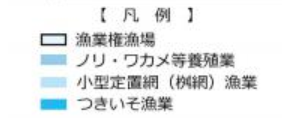 【 凡 例 】
漁業権漁場
ノリ・ワカメ等養殖業
小型定置網（桝網）漁業
つきいそ漁業